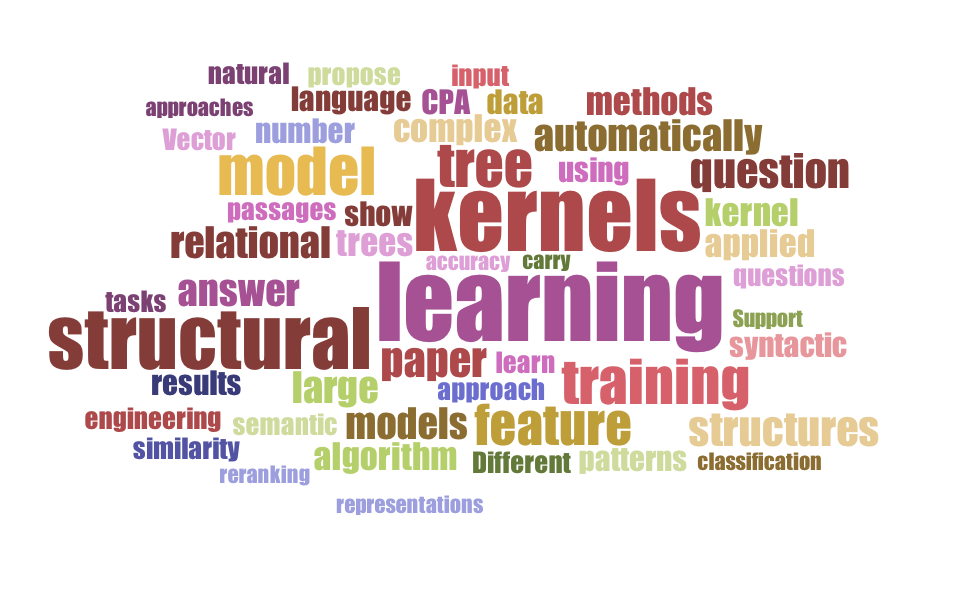 natural propose input
approaches language CPA data methods
Vector number complex automatically
model tree using question
passages show kernels kernel
relational trees applied
accuracy carry questions
tasks answer learning
structural Support
paper learn syntactic
results large approach training
engineering semantic models feature structures
similarity algorithm Different patterns classification
reranking
representations